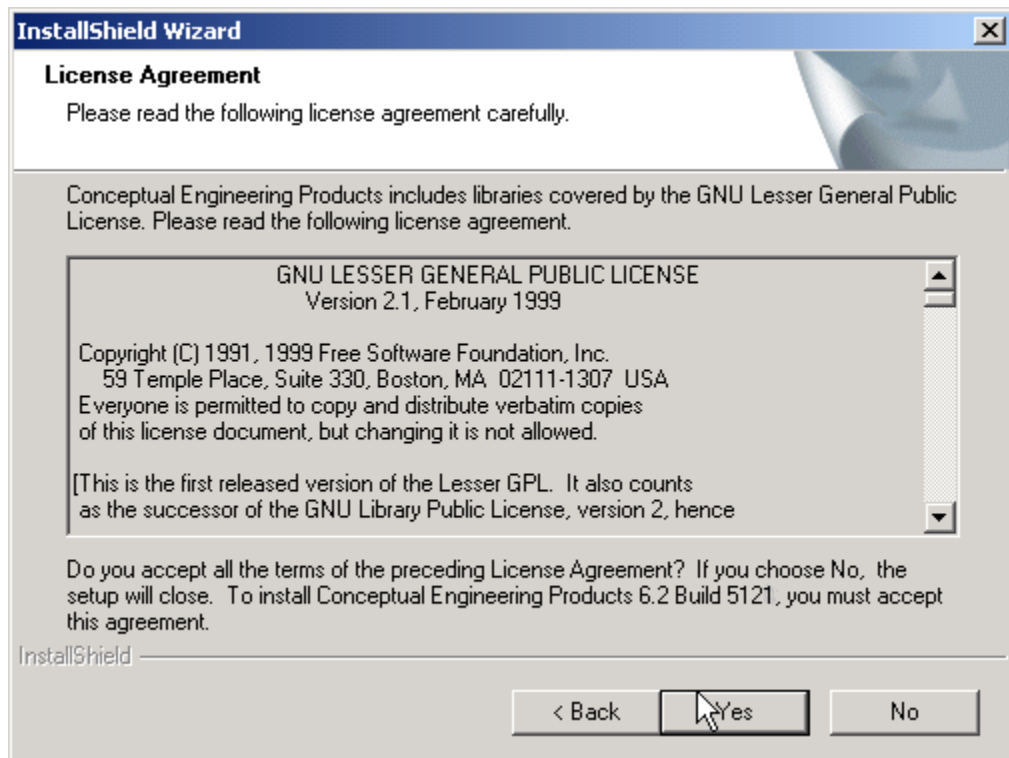 InstallShield Wizard
License Agreement
Please read the following license agreement carefully.
Conceptual Engineering Products includes libraries covered by the GNU Lesser General Public
License. Please read the following license agreement.
GNU LESSER GENERAL PUBLIC LICENSE
Version 2.1, February 1999
Copyright (C) 1991, 1999 Free Software Foundation, Inc.
59 Temple Place, Suite 330, Boston, MA  02111-1307  USA
Everyone is permitted to copy and distribute verbatim copies
of this license document, but changing it is not allowed.
[This is the first released version of the Lesser GPL.  It also counts
as the successor of the GNU Library Public License, version 2, hence
Do you accept all the terms of the preceding License Agreement?  If you choose No,  the
setup will close.  To install Conceptual Engineering Products 6.2 Build 5121, you must accept
this agreement.
InstallShield
< Back
Yes
No